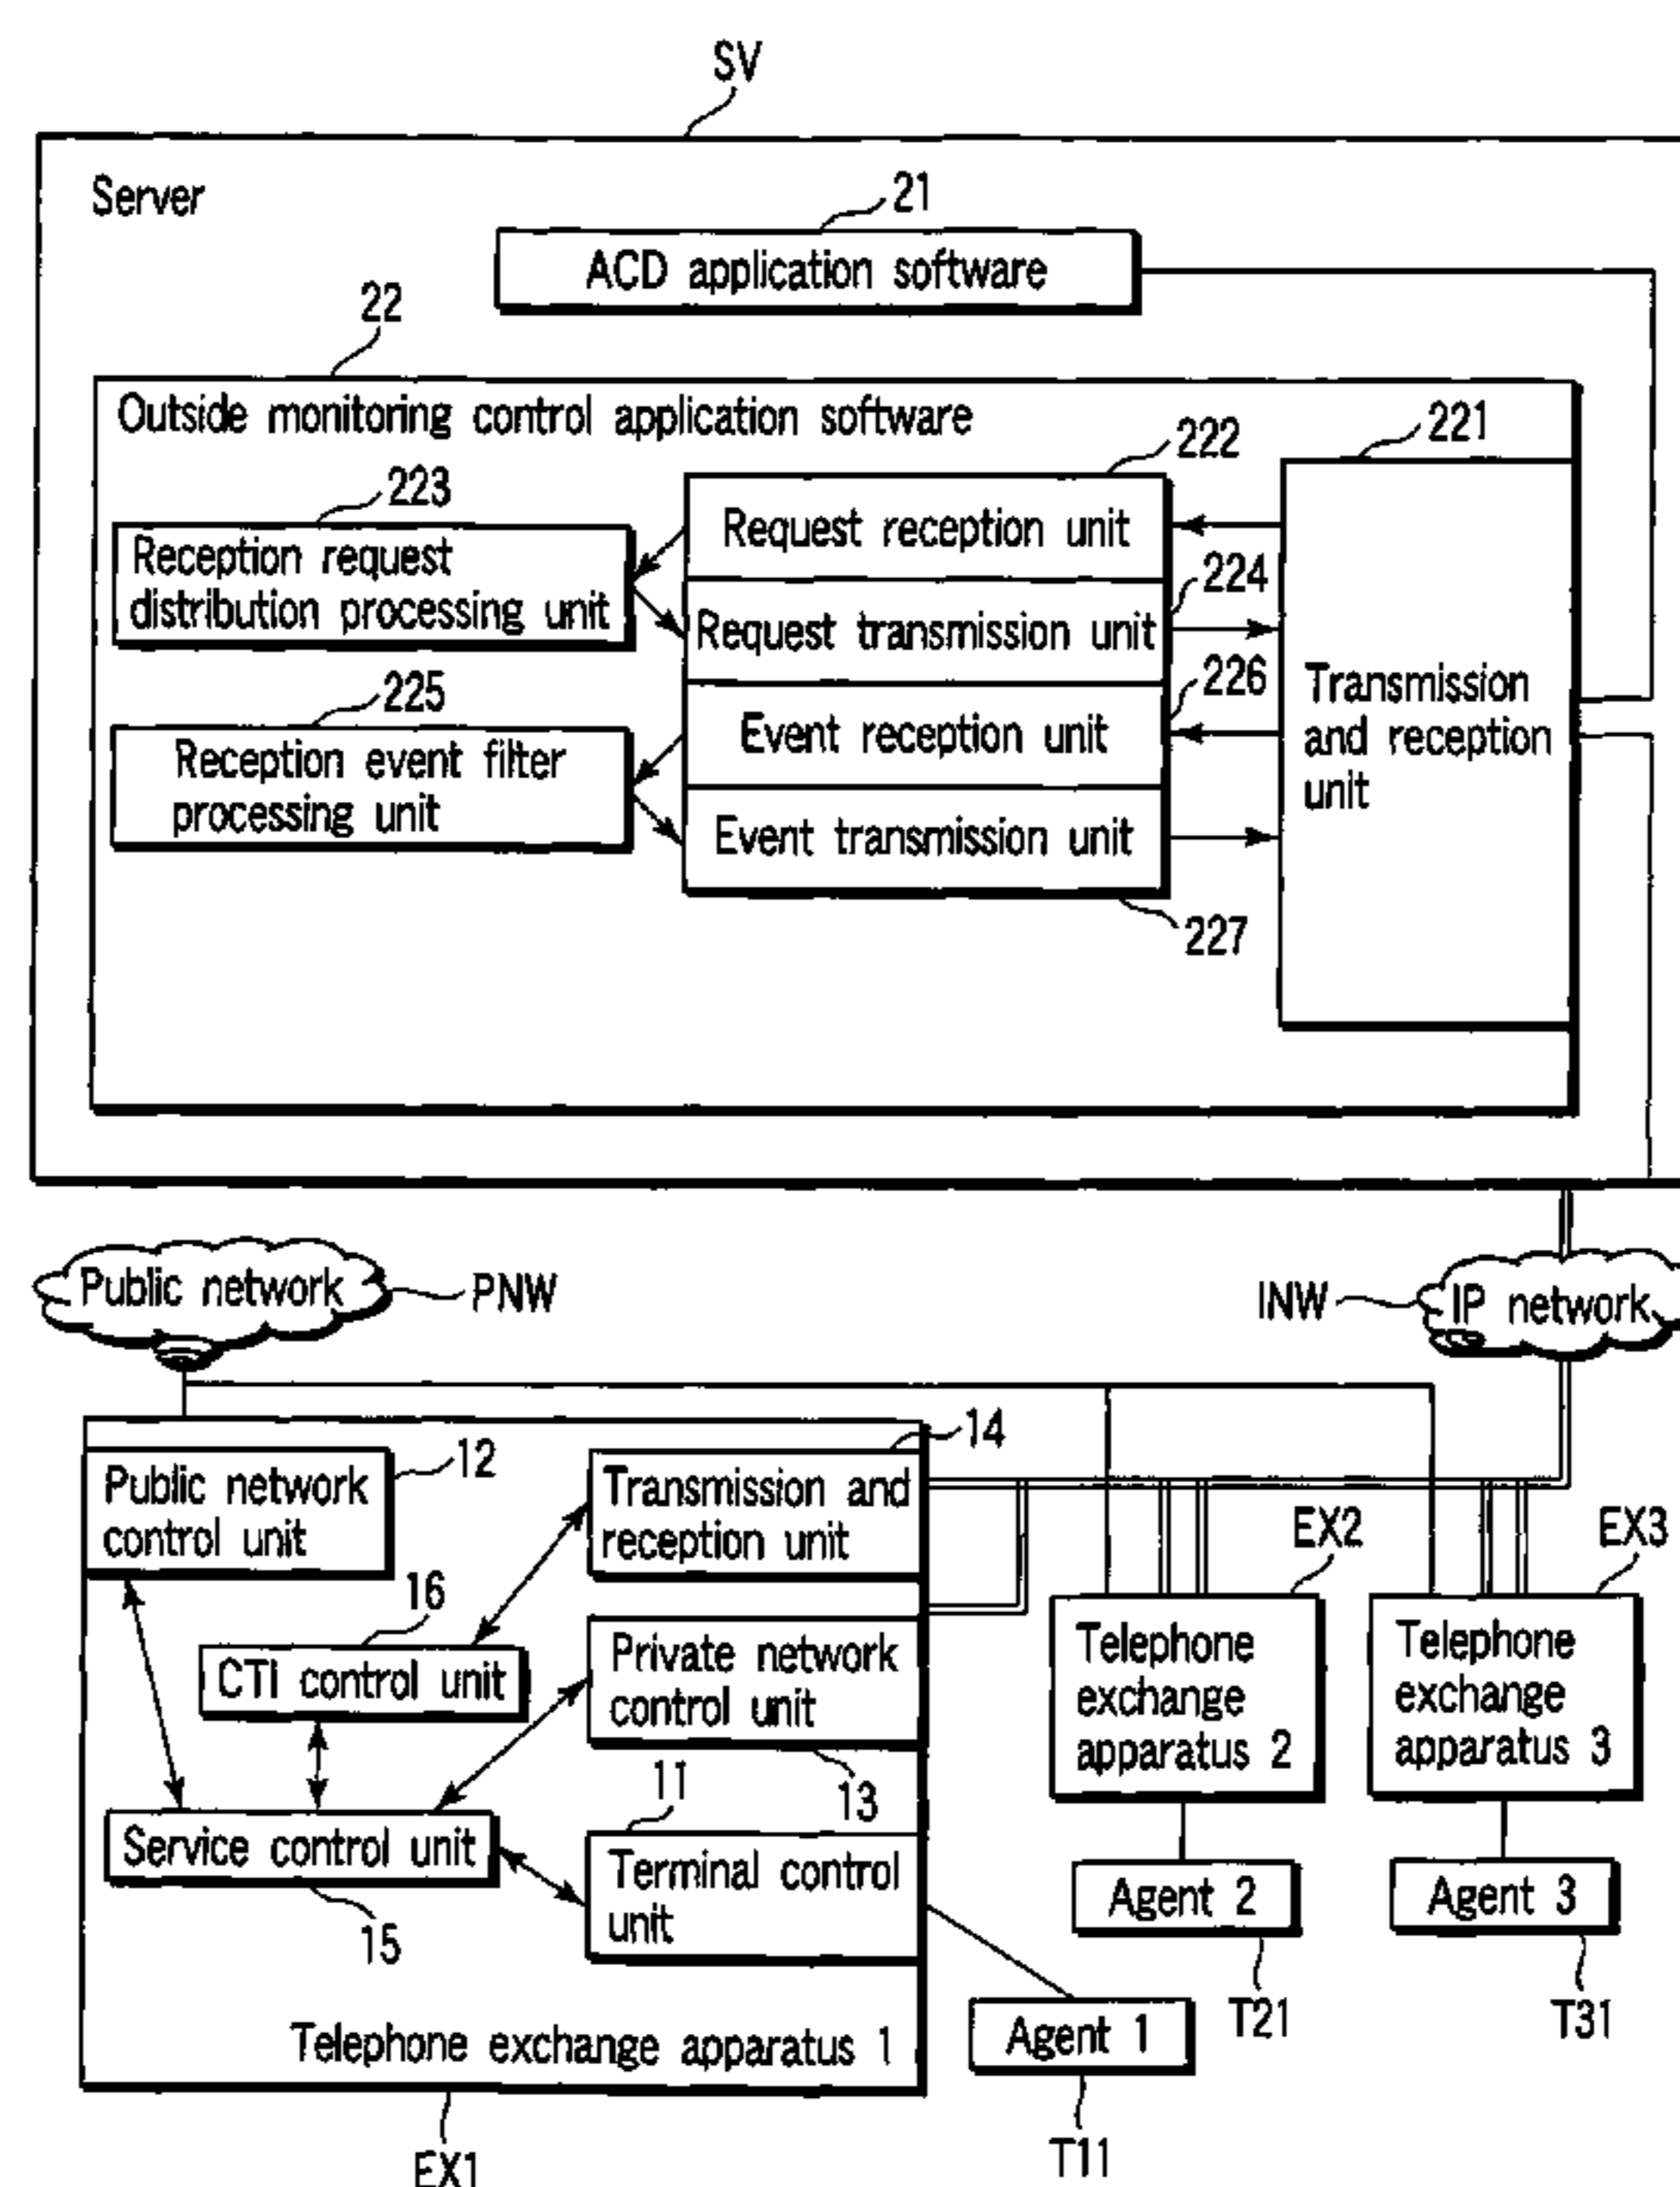 SV
Server
21
ACD application software
22
Outside monitoring control application software
222
221
223
Request reception unit
Reception request
distribution processing unit
224
Request transmission unit
225
226
Transmission
and reception
unit
Event reception unit
Reception event filter
processing unit
Event transmission unit
227
Public network
PNW
INW
IP network
14
12
Public network
control unit
Transmission and
reception unit
EX2
EX3
16
CTI control unit
Private network
control unit
Telephone
exchange
apparatus 2
Telephone
exchange
apparatus 3
11
13
Service control unit
Terminal control
unit
Agent 2
Agent 3
15
T21
T31
Telephone exchange apparatus 1
Agent 1
EX1
T11